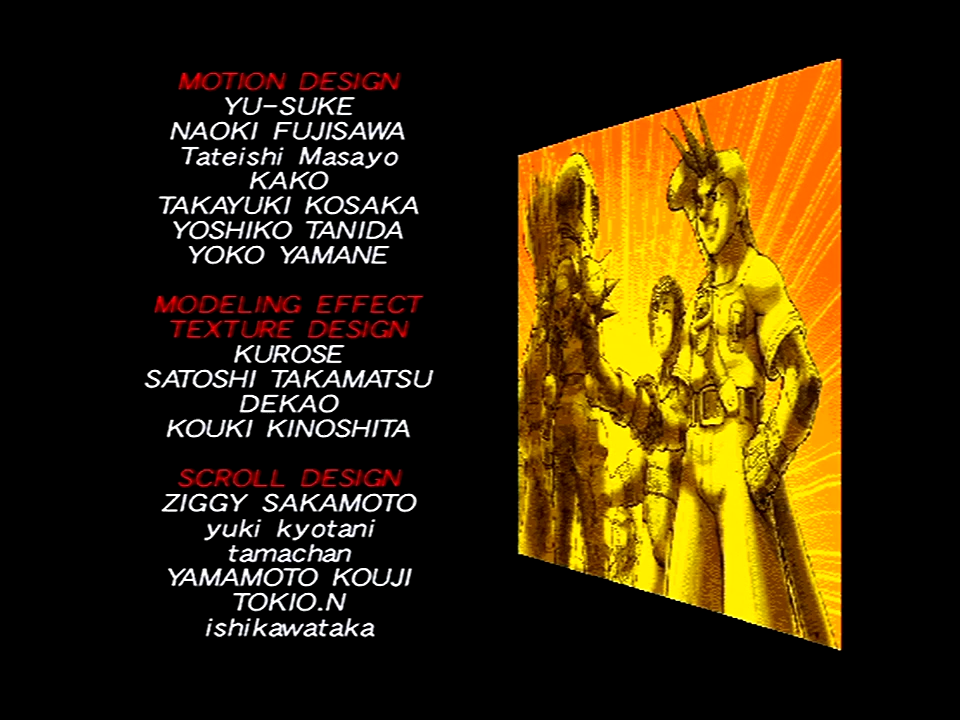 MOTION DESIGN
YU-SUKE
NAOKI FUJISAWA
Tateishi Masayo
KAKO
TAKAYUKI KOSAKA
YOSHIKO TANIDA
YOKO YAMANE
MODELING EFFECT
TEXTURE DESIGN
KUROSE
SATOSHI TAKAMATSU
DEKAO
KOUKI KINOSHITA
SCROLL DESIGN
ZIGGY SAKAMOTO
yuki kyotani
tamachan
YAMAMOTO KOUJI
TOKIO.N
ishikawataka